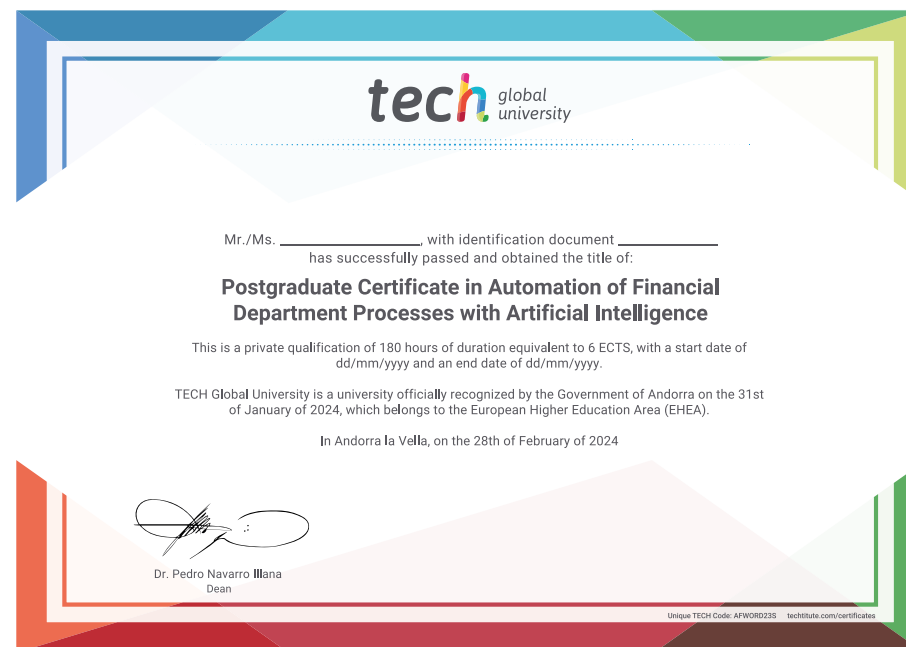 tech global
university
Mr./Ms. ____________, with identification document ____________
has successfully passed and obtained the title of:
Postgraduate Certificate in Automation of Financial
Department Processes with Artificial Intelligence
This is a private qualification of 180 hours of duration equivalent to 6 ECTS, with a start date of
dd/mm/yyyy and an end date of dd/mm/yyyy.
TECH Global University is a university officially recognized by the Government of Andorra on the 31st
of January of 2024, which belongs to the European Higher Education Area (EHEA).
In Andorra la Vella, on the 28th of February of 2024
Dr. Pedro Navarro Illana
Dean
Unique TECH Code: AFWORD23S techtitute.com/certificates